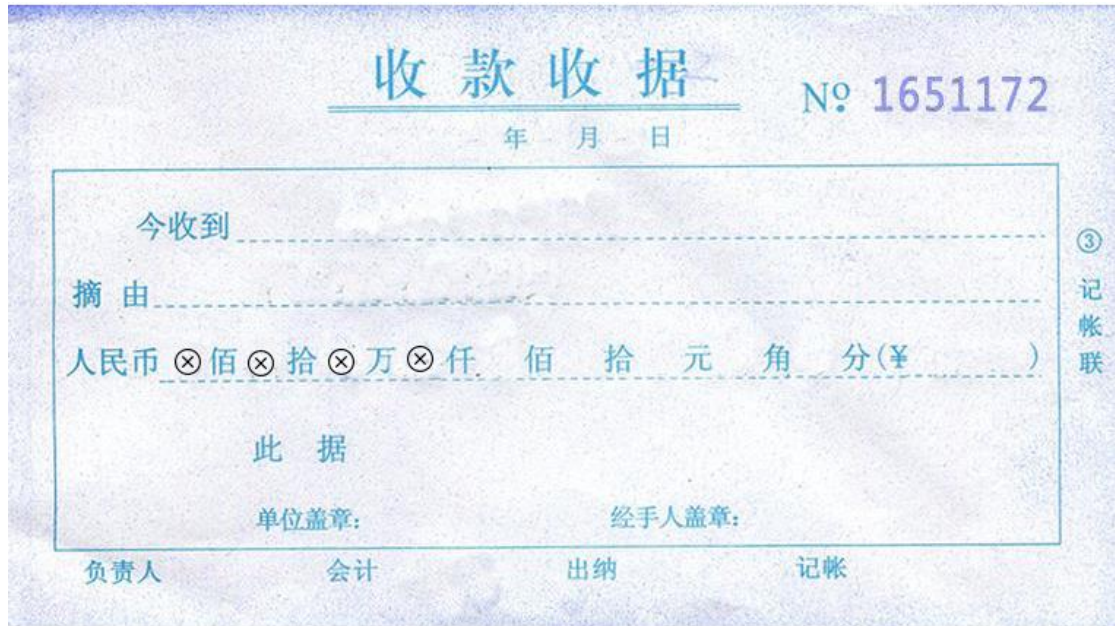 收款收据
№ 1651172
年 月 日
今收到
摘由
人民币 ⊗佰⊗拾⊗万⊗仟 佰 拾 元 角 分(¥ )
此据
单位盖章: 经手人盖章:
负责人 会计 出纳 记帐
③记帐联